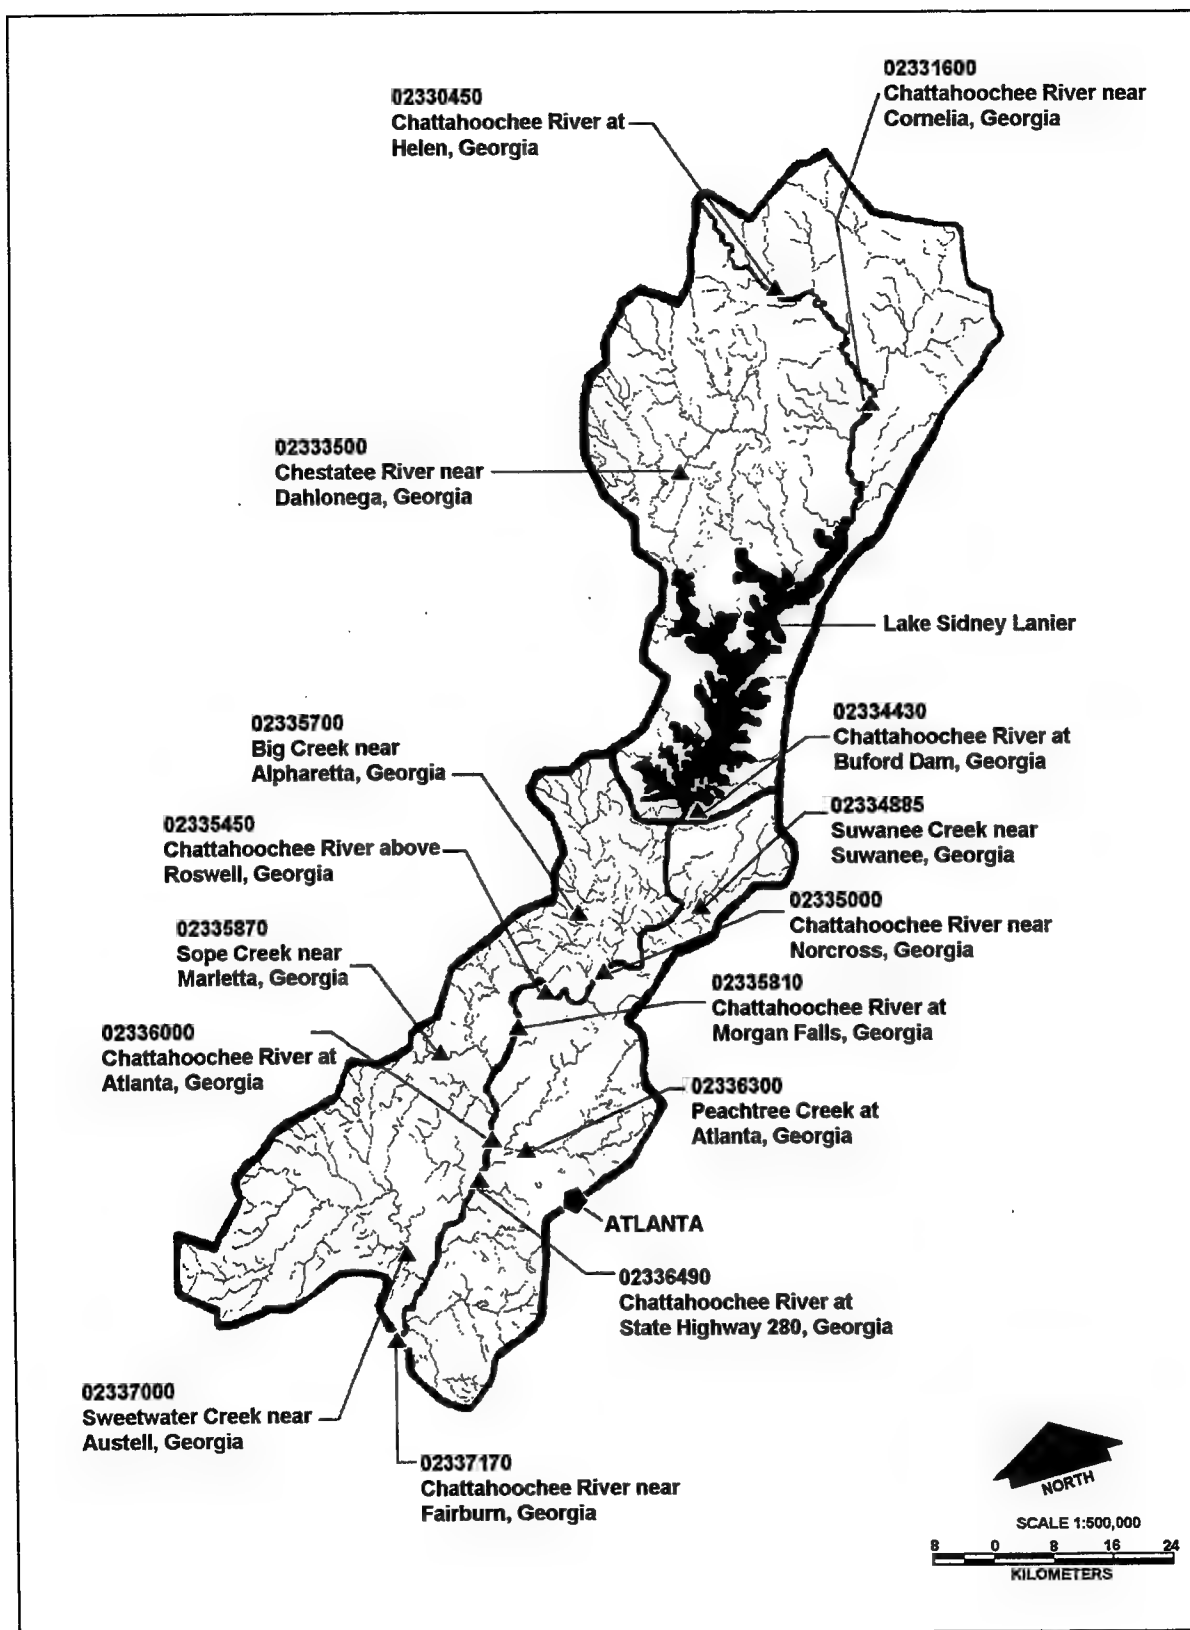 02331600
Chattahoochee River near
Cornelia, Georgia
02330450
Chattahoochee River at
Helen, Georgia
02333500
Chestatee River near
Dahlonega, Georgia
Lake Sidney Lanier
02335700
Big Creek near
Alpharetta, Georgia
02334430
Chattahoochee River at
Buford Dam, Georgia
02335450
Chattahoochee River above
Roswell, Georgia
02334885
Suwanee Creek near
Suwanee, Georgia
02335870
Sope Creek near
Marletta, Georgia
02335000
Chattahoochee River near
Norcross, Georgia
02335810
Chattahoochee River at
Morgan Falls, Georgia
02336000
Chattahoochee River at
Atlanta, Georgia
02336300
Peachtree Creek at
Atlanta, Georgia
ATLANTA
02336490
Chattahoochee River at
State Highway 280, Georgia
02337000
Sweetwater Creek near
Austell, Georgia
02337170
Chattahoochee River near
Fairburn, Georgia
NORTH
SCALE 1:500,000
8 0 8 16 24
KILOMETERS